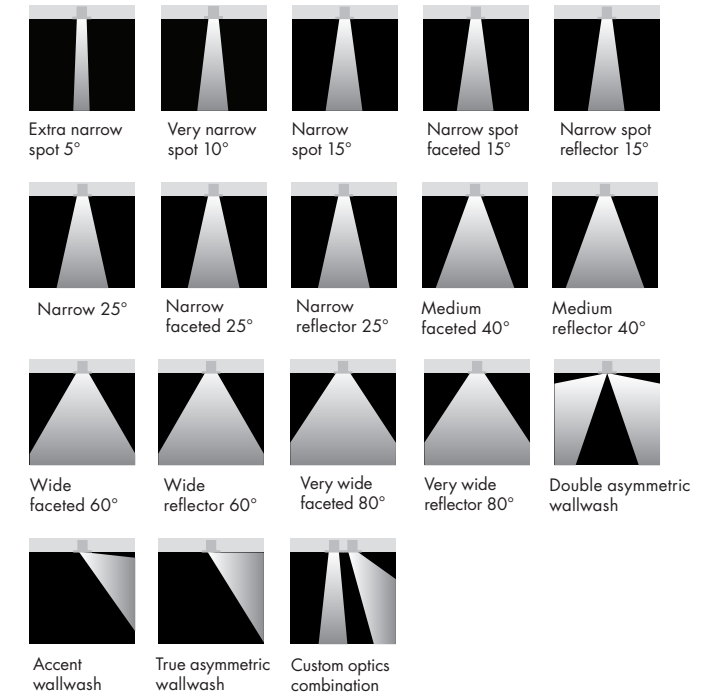 Extra narrow
spot 5°
Very narrow
spot 10°
Narrow
spot 15°
Narrow spot
faceted 15°
Narrow spot
reflector 15°
Narrow 25°
Narrow
faceted 25°
Narrow
reflector 25°
Medium
faceted 40°
Medium
reflector 40°
Wide
faceted 60°
Wide
reflector 60°
Very wide
faceted 80°
Very wide
reflector 80°
Double asymmetric
wallwash
Accent
wallwash
True asymmetric
wallwash
Custom optics
combination